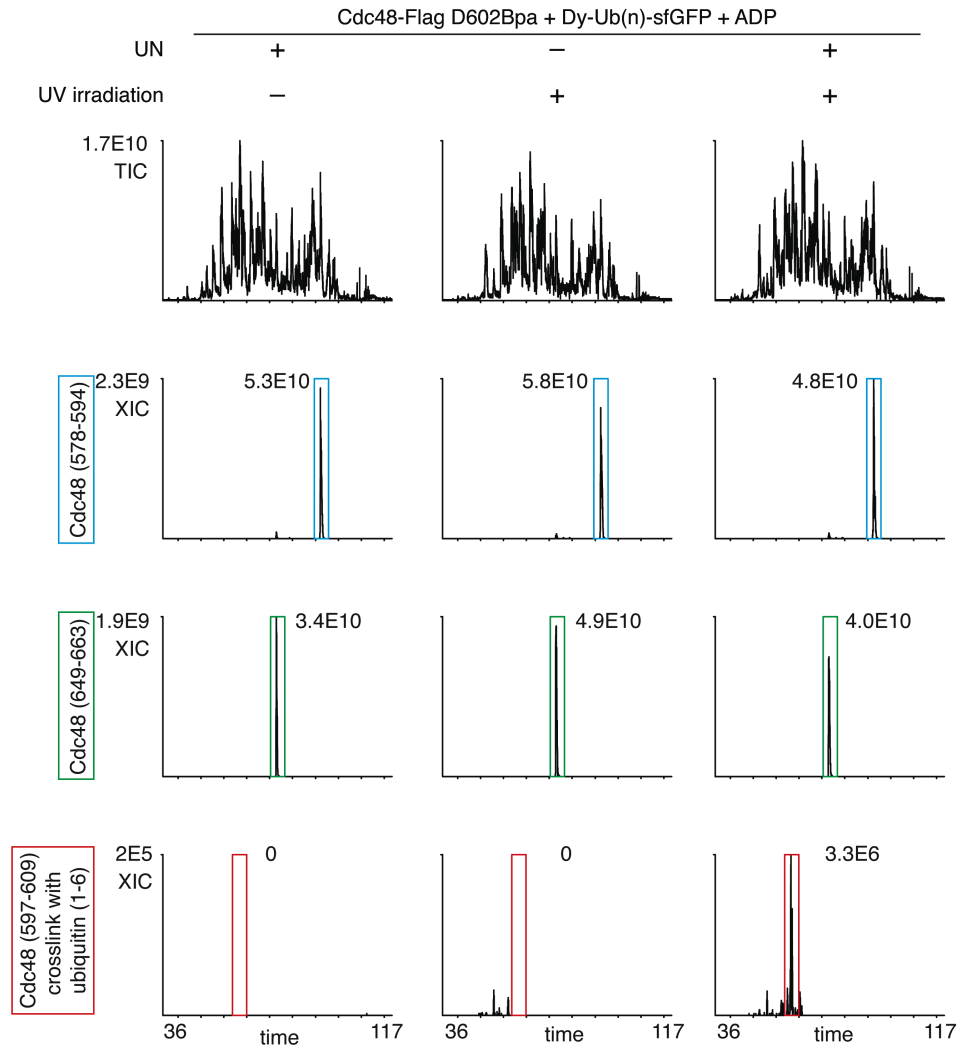 Cdc48-Flag D602Bpa + Dy-Ub(n)-sfGFP + ADP
UN + − +
UV irradiation − + +
1.7E10
TIC
Cdc48 (578-594)
2.3E9
XIC
5.3E10 5.8E10 4.8E10
Cdc48 (649-663)
1.9E9
XIC
3.4E10 4.9E10 4.0E10
Cdc48 (597-609)
crosslink with
ubiquitin (1-6)
2E5
XIC
0 0 3.3E6
36 time 117 36 time 117 36 time 117